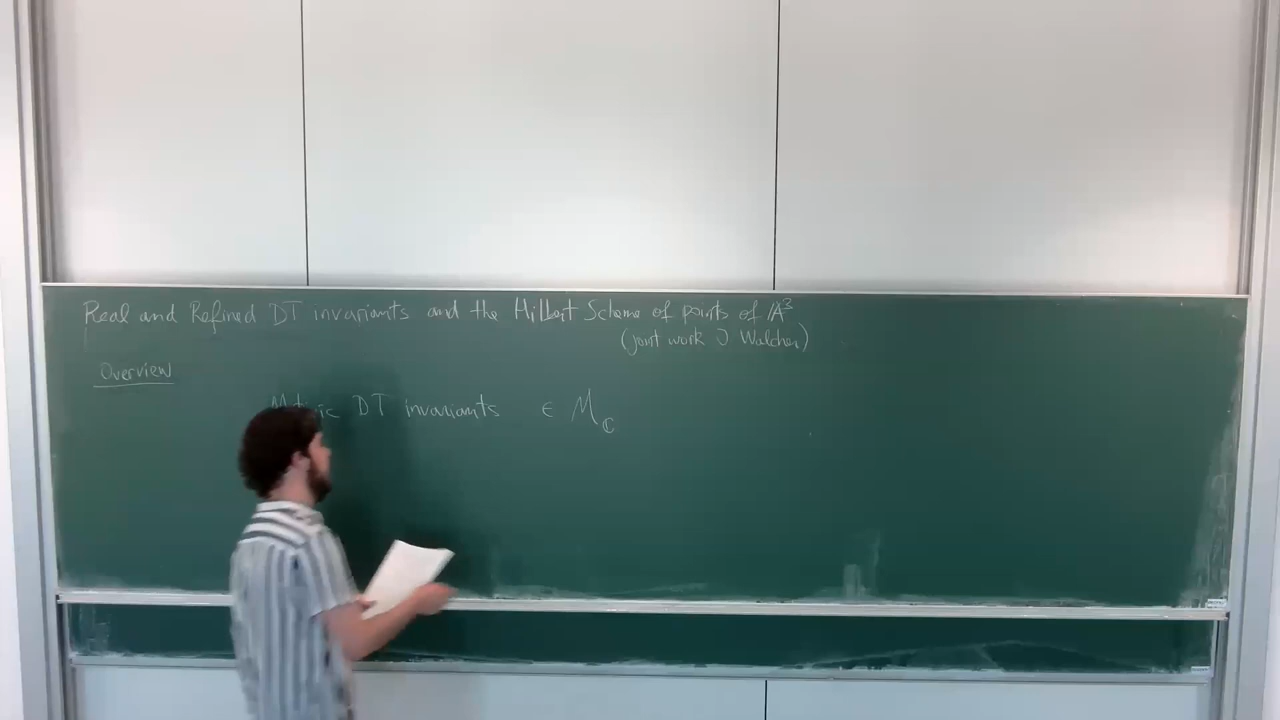 Real and Refined DT invariants and the Hilbert Scheme of points of 𝔸³
(joint work J Walcher)
Overview
DT invariants ∈ M_ℂ